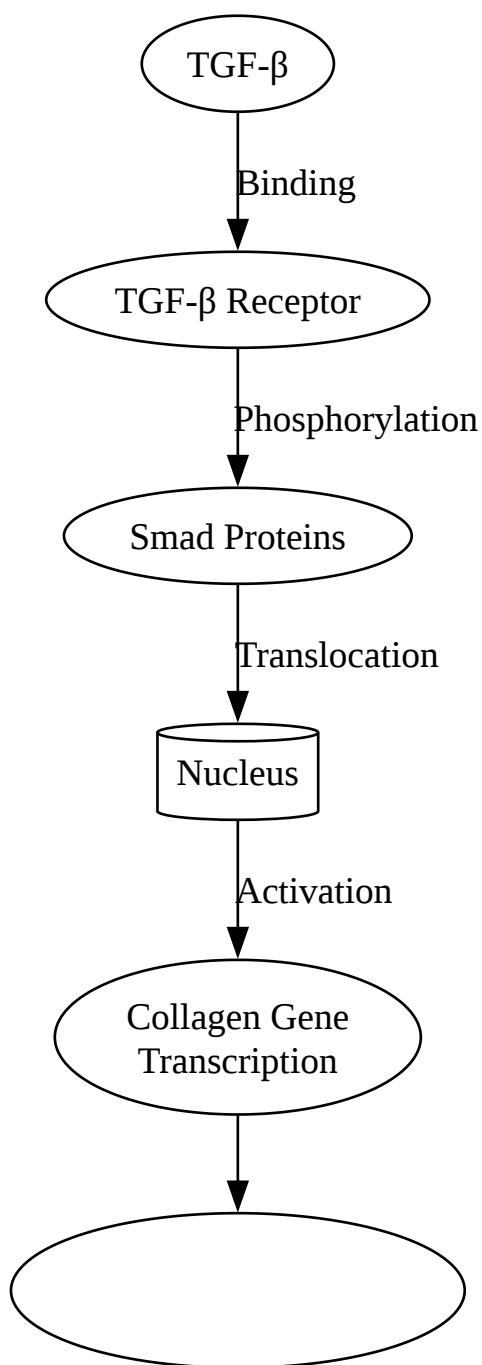 TGF-β
Binding
TGF-β Receptor
Phosphorylation
Smad Proteins
Translocation
Nucleus
Activation
Collagen Gene
Transcription